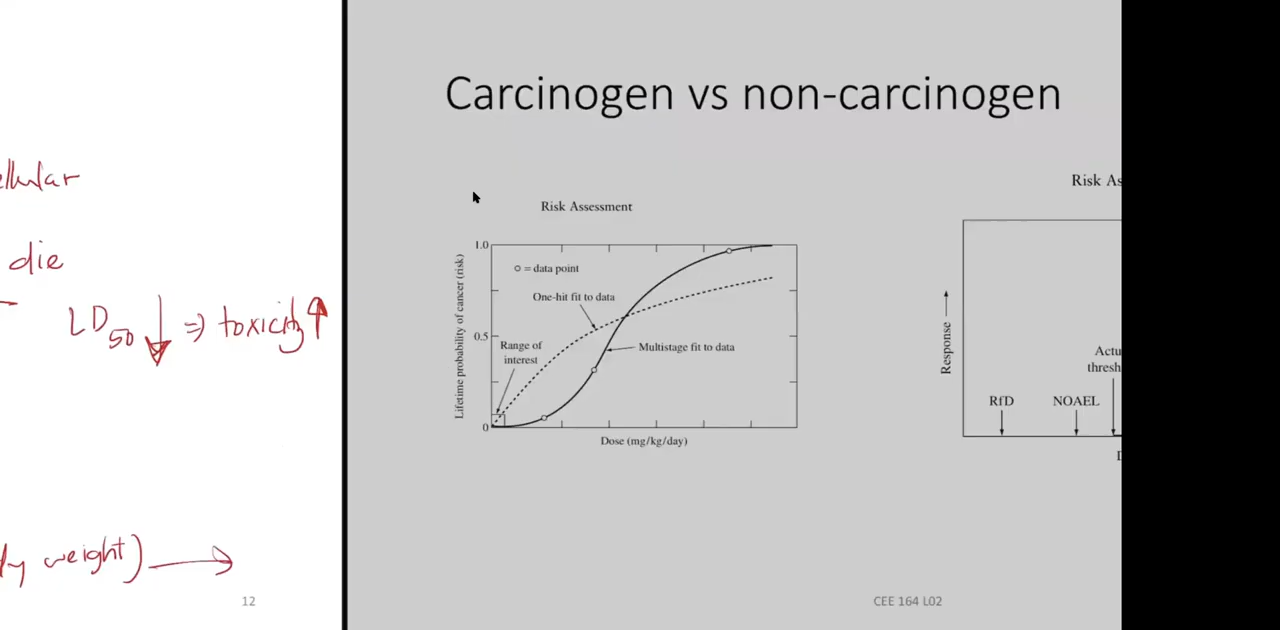 die
LD50 ↓ ⇒ toxicity ↑
weight) →
12
Carcinogen vs non-carcinogen
Risk Assessment
1.0
0.5
0
Lifetime probability of cancer (risk)
o = data point
One-hit fit to data
Range of
interest
Multistage fit to data
Dose (mg/kg/day)
Risk As
Response
RfD
NOAEL
Actu
thresh
CEE 164 L02